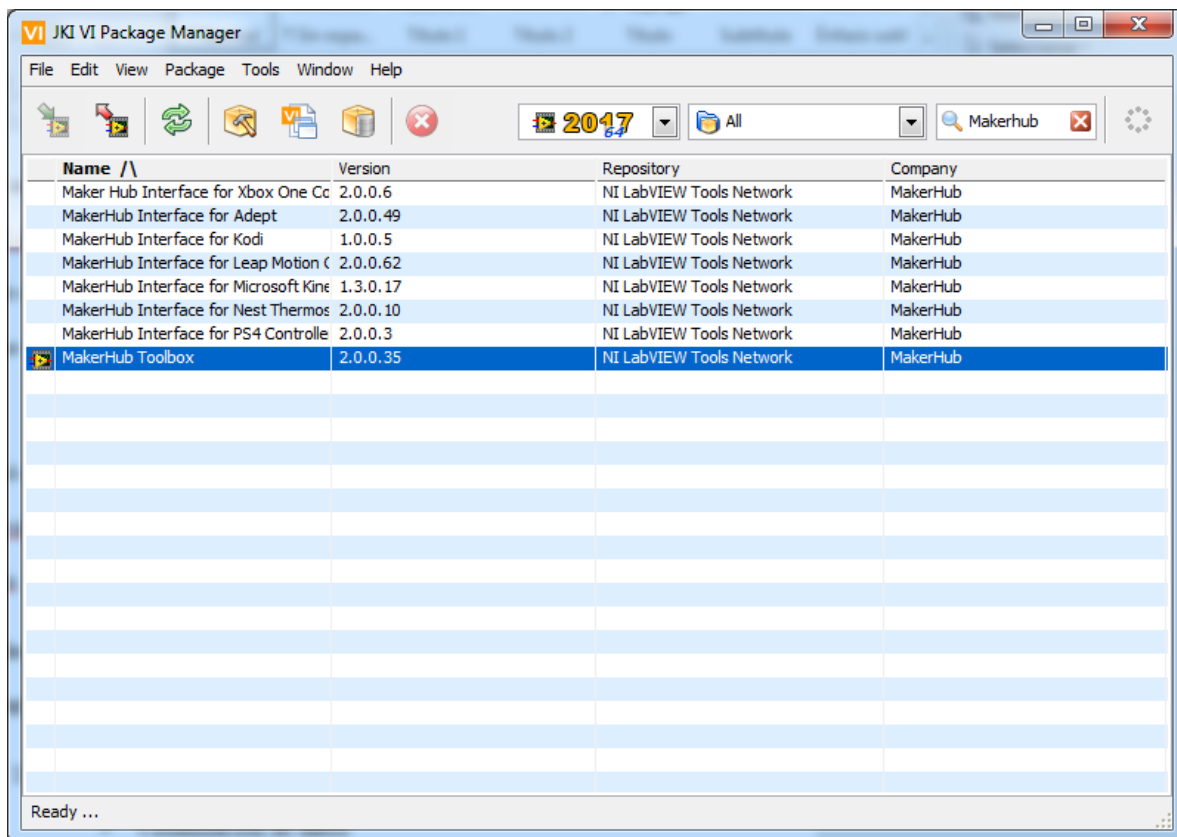 VI JKI VI Package Manager
File Edit View Package Tools Window Help
VI 2017 64 All Makerhub
Name /\ Version Repository Company
Maker Hub Interface for Xbox One Co 2.0.0.6 NI LabVIEW Tools Network MakerHub
MakerHub Interface for Adept 2.0.0.49 NI LabVIEW Tools Network MakerHub
MakerHub Interface for Kodi 1.0.0.5 NI LabVIEW Tools Network MakerHub
MakerHub Interface for Leap Motion C 2.0.0.62 NI LabVIEW Tools Network MakerHub
MakerHub Interface for Microsoft Kine 1.3.0.17 NI LabVIEW Tools Network MakerHub
MakerHub Interface for Nest Thermos 2.0.0.10 NI LabVIEW Tools Network MakerHub
MakerHub Interface for PS4 Controlle 2.0.0.3 NI LabVIEW Tools Network MakerHub
MakerHub Toolbox 2.0.0.35 NI LabVIEW Tools Network MakerHub
Ready ...